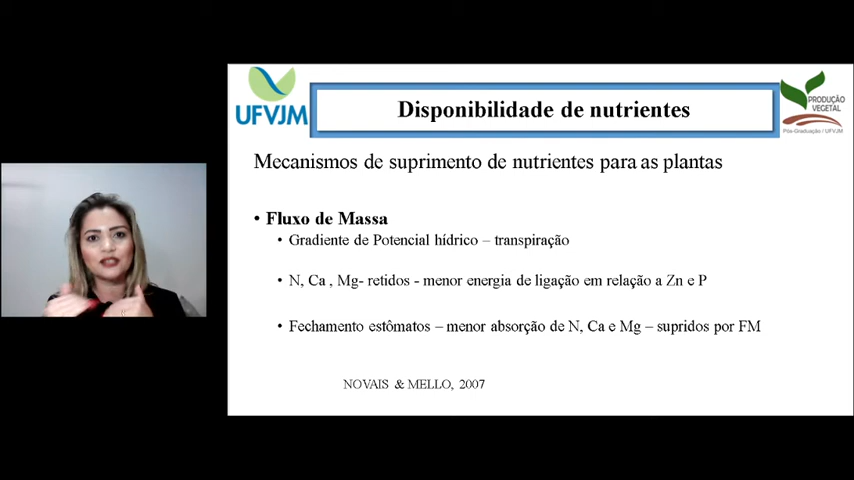 UFVJM
Disponibilidade de nutrientes
PRODUÇÃO
VEGETAL
Pós-Graduação / UFVJM
Mecanismos de suprimento de nutrientes para as plantas
• Fluxo de Massa
• Gradiente de Potencial hídrico – transpiração
• N, Ca , Mg- retidos - menor energia de ligação em relação a Zn e P
• Fechamento estômatos – menor absorção de N, Ca e Mg – supridos por FM
NOVAIS & MELLO, 2007